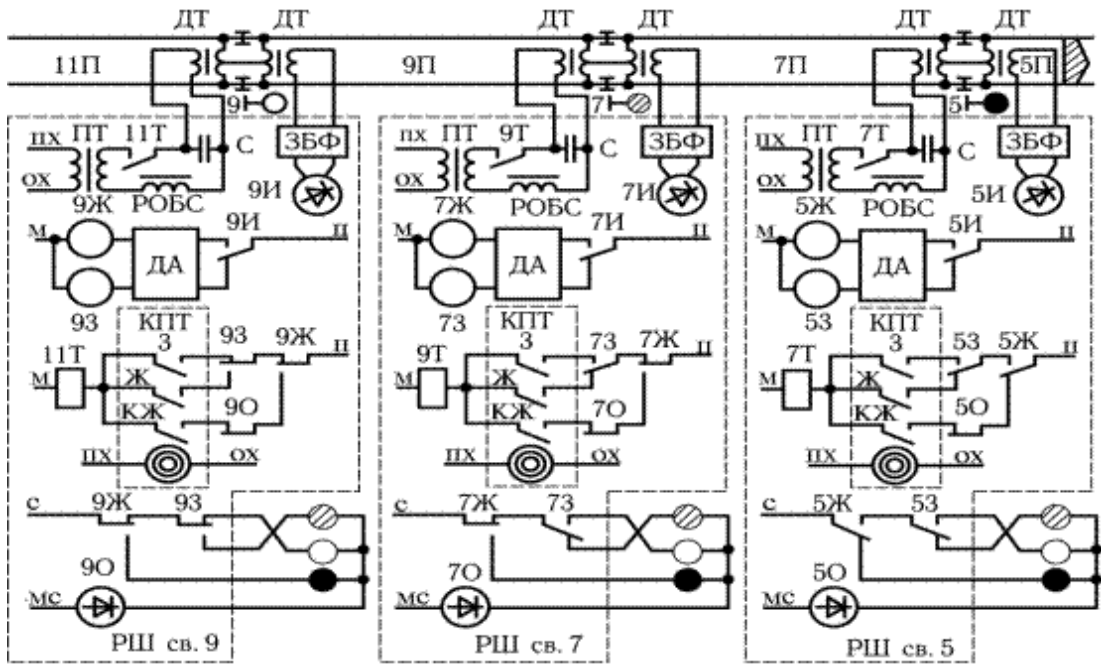 ДТ ДТ ДТ ДТ ДТ ДТ
11П 9П 7П 5П
9 7 5
ПХ ПТ 11Т С ЗБФ ПХ ПТ 9Т С ЗБФ ПХ ПТ 7Т С ЗБФ
ОХ РОБС 9И ОХ РОБС 7И ОХ РОБС 5И
9Ж 9И 7Ж 7И 5Ж 5И
М ДА П М ДА П М ДА П
93 КПТ 73 КПТ 53 КПТ
11Т З 93 9Ж П 9Т З 73 7Ж П 7Т З 53 5Ж П
М Ж М Ж М Ж
КЖ 9О КЖ 7О КЖ 5О
ПХ ОХ ПХ ОХ ПХ ОХ
С 9Ж 93 С 7Ж 73 С 5Ж 53
9О 7О 5О
МС МС МС
РШ св. 9 РШ св. 7 РШ св. 5